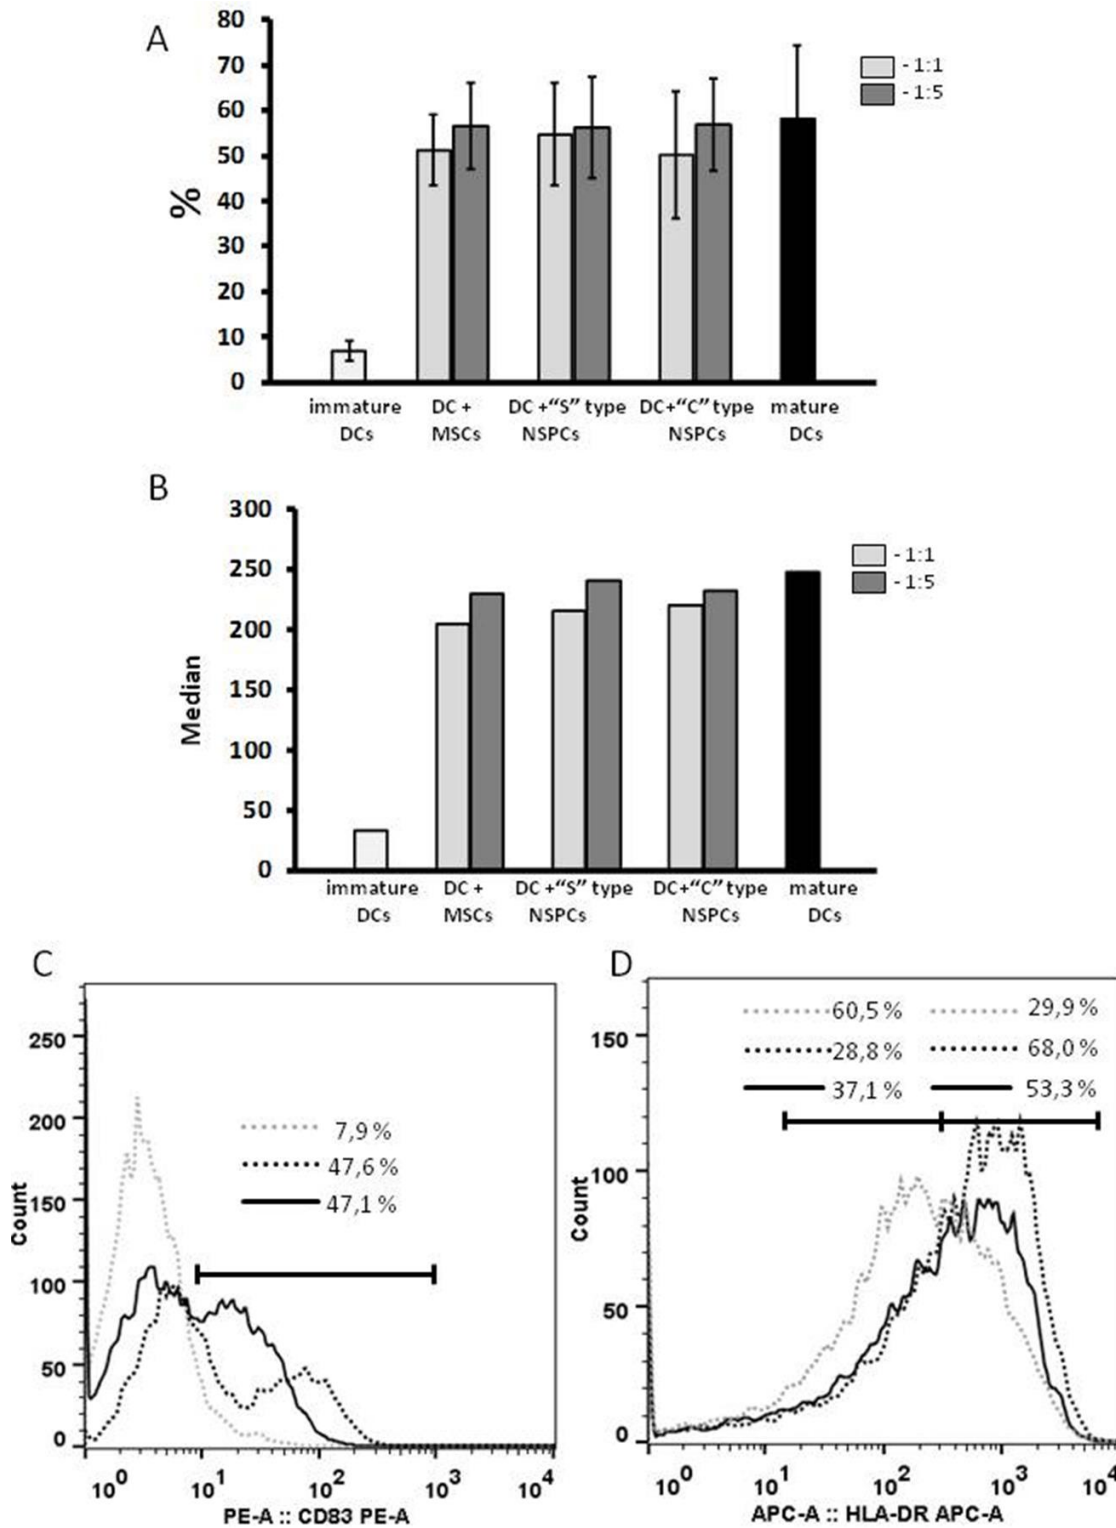 A
80
70
60
50
40
30
20
10
0
%
- 1:1
- 1:5
immature DCs
DC + MSCs
DC +“S” type NSPCs
DC+“C” type NSPCs
mature DCs
B
300
250
200
150
100
50
0
Median
- 1:1
- 1:5
immature DCs
DC + MSCs
DC +“S” type NSPCs
DC+“C” type NSPCs
mature DCs
C
250
200
150
100
50
0
Count
7,9 %
47,6 %
47,1 %
10^0 10^1 10^2 10^3 10^4
PE-A :: CD83 PE-A
D
150
100
50
0
Count
60,5 % 29,9 %
28,8 % 68,0 %
37,1 % 53,3 %
10^0 10^1 10^2 10^3 10^4
APC-A :: HLA-DR APC-A